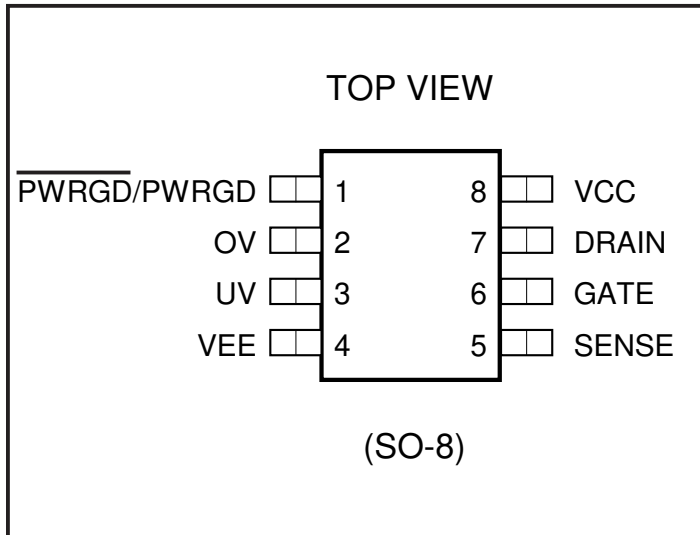 TOP VIEW
PWRGD/PWRGD 1 8 VCC
OV 2 7 DRAIN
UV 3 6 GATE
VEE 4 5 SENSE
(SO-8)